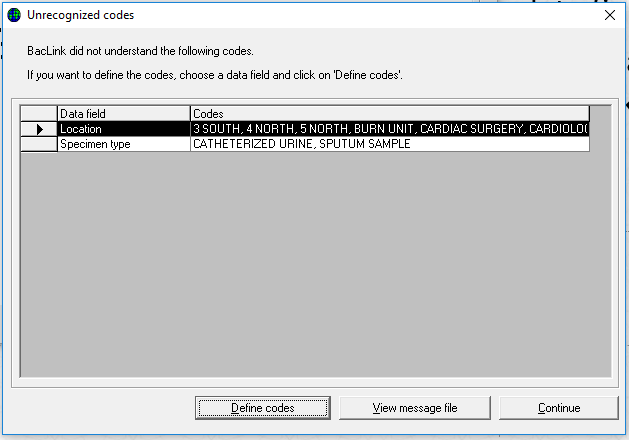 Unrecognized codes
BacLink did not understand the following codes.
If you want to define the codes, choose a data field and click on 'Define codes'.
Data field Codes
Location 3 SOUTH, 4 NORTH, 5 NORTH, BURN UNIT, CARDIAC SURGERY, CARDIOLO
Specimen type CATHETERIZED URINE, SPUTUM SAMPLE
Define codes View message file Continue